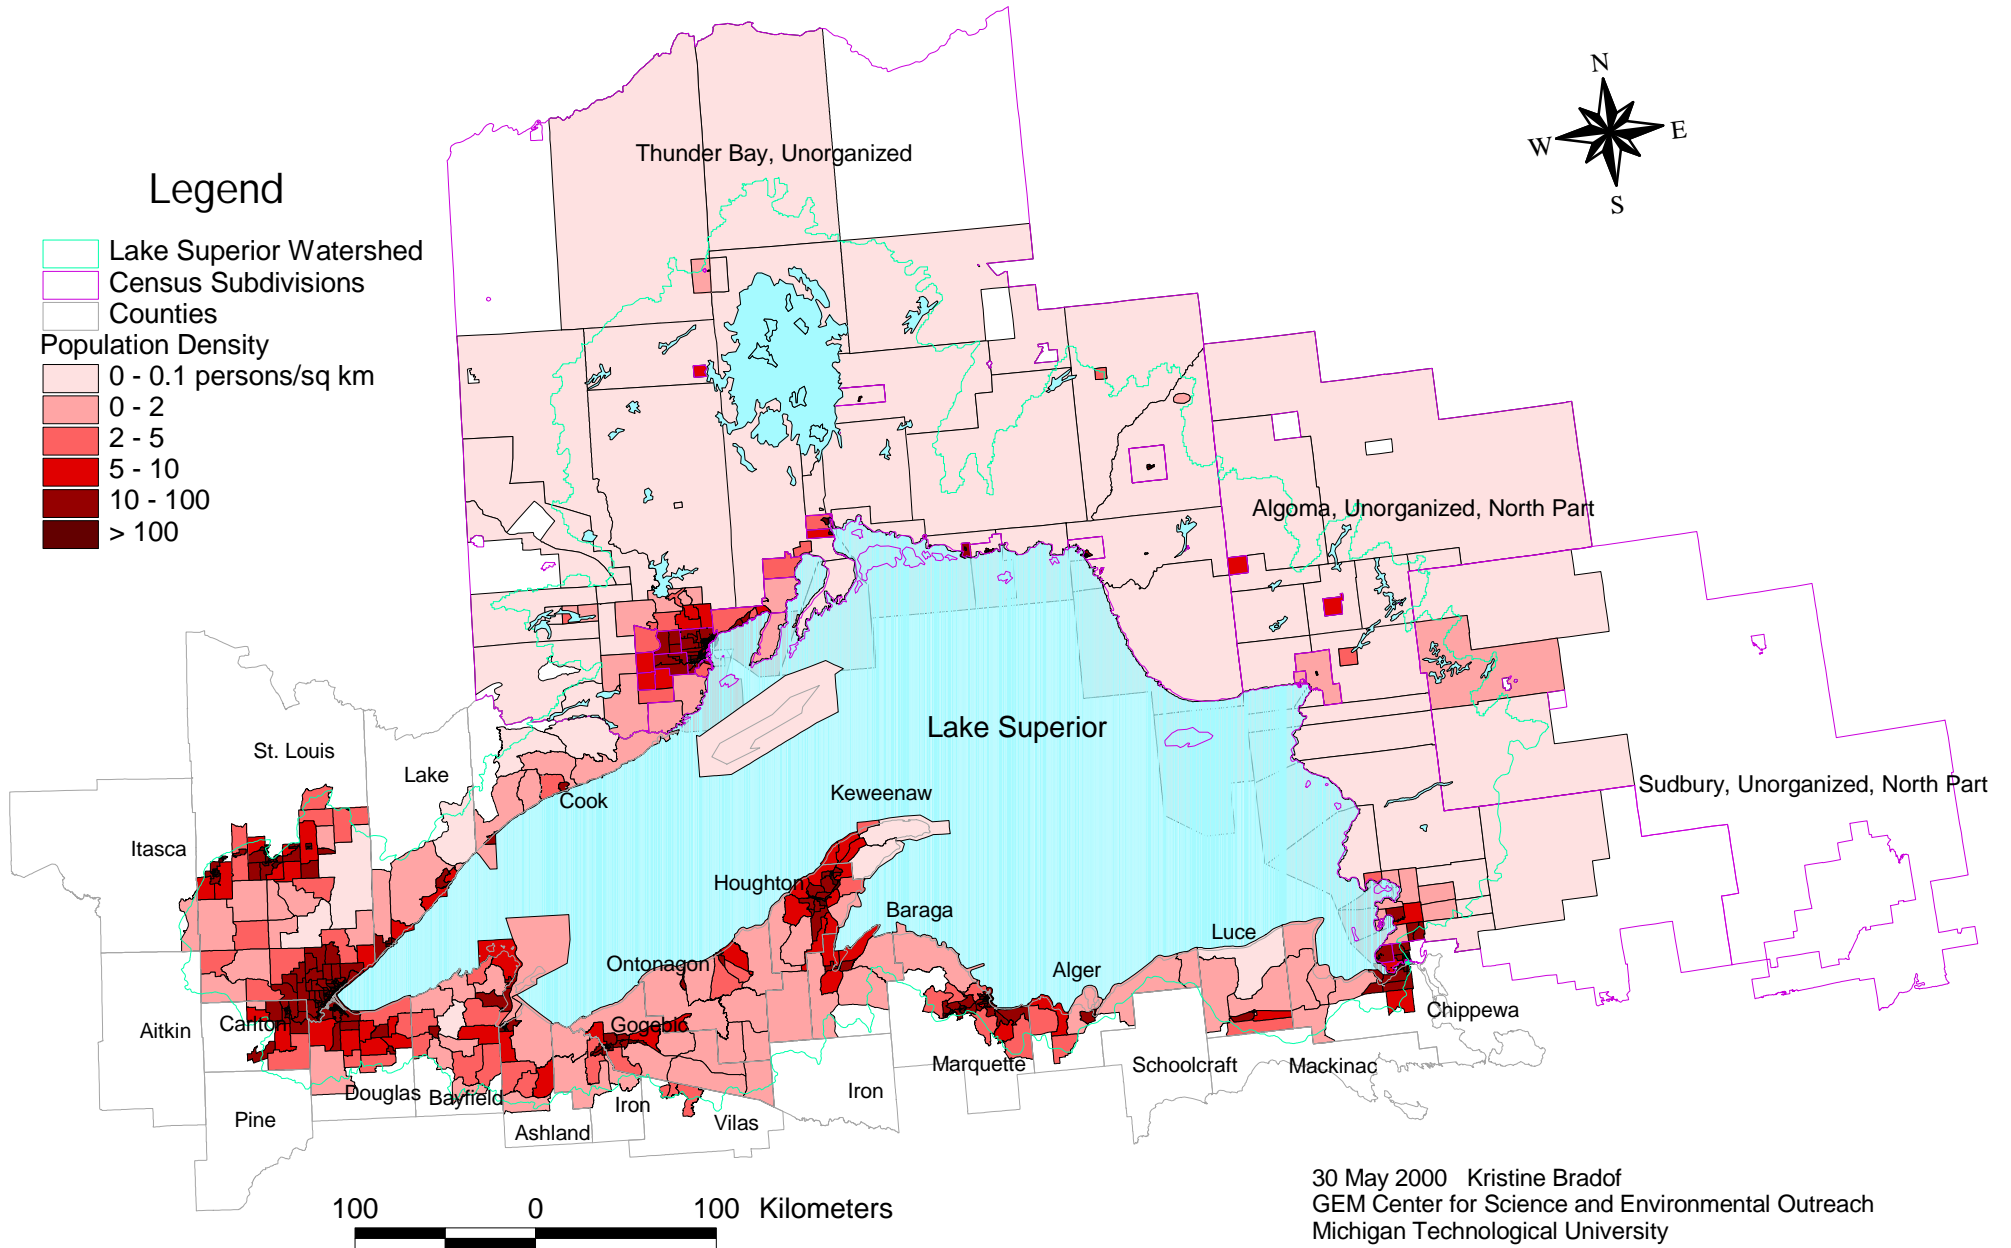 N
W
E
S
Thunder Bay, Unorganized
Legend
Lake Superior Watershed
Census Subdivisions
Counties
Population Density
0 - 0.1 persons/sq km
0 - 2
2 - 5
5 - 10
10 - 100
> 100
Algoma, Unorganized, North Part
Lake Superior
St. Louis
Lake
Cook
Keweenaw
Sudbury, Unorganized, North Part
Itasca
Houghton
Baraga
Luce
Ontonagon
Alger
Aitkin
Carlton
Gogebic
Chippewa
Marquette
Schoolcraft
Mackinac
Douglas
Bayfield
Iron
Iron
Pine
Ashland
Vilas
100 0 100 Kilometers
30 May 2000 Kristine Bradof
GEM Center for Science and Environmental Outreach
Michigan Technological University